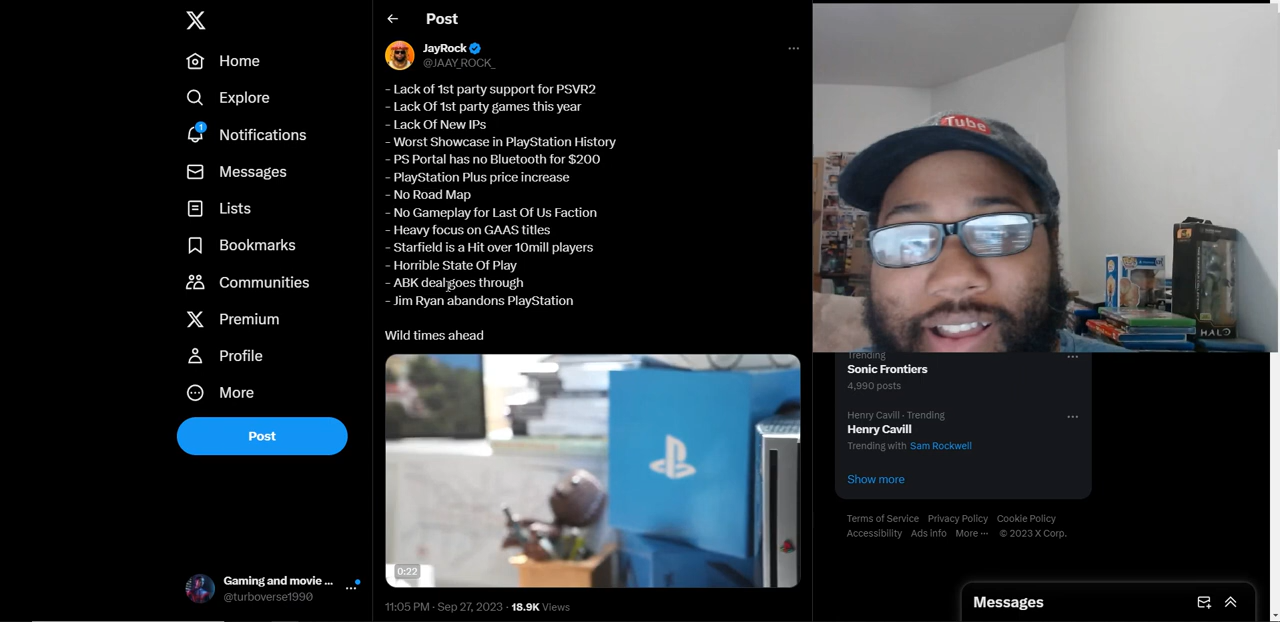 Home
Explore
1
Notifications
Messages
Lists
Bookmarks
Communities
Premium
Profile
More
Post
Gaming and movie ...
@turboverse1990
Post
JayRock
@JAAY_ROCK_
- Lack of 1st party support for PSVR2
- Lack Of 1st party games this year
- Lack Of New IPs
- Worst Showcase in PlayStation History
- PS Portal has no Bluetooth for $200
- PlayStation Plus price increase
- No Road Map
- No Gameplay for Last Of Us Faction
- Heavy focus on GAAS titles
- Starfield is a Hit over 10mill players
- Horrible State Of Play
- ABK deal goes through
- Jim Ryan abandons PlayStation
Wild times ahead
0:22
11:05 PM · Sep 27, 2023 · 18.9K Views
Tube
HALO
Trending
Sonic Frontiers
4,990 posts
Henry Cavill · Trending
Henry Cavill
Trending with Sam Rockwell
Show more
Terms of Service Privacy Policy Cookie Policy
Accessibility Ads info More ··· © 2023 X Corp.
Messages